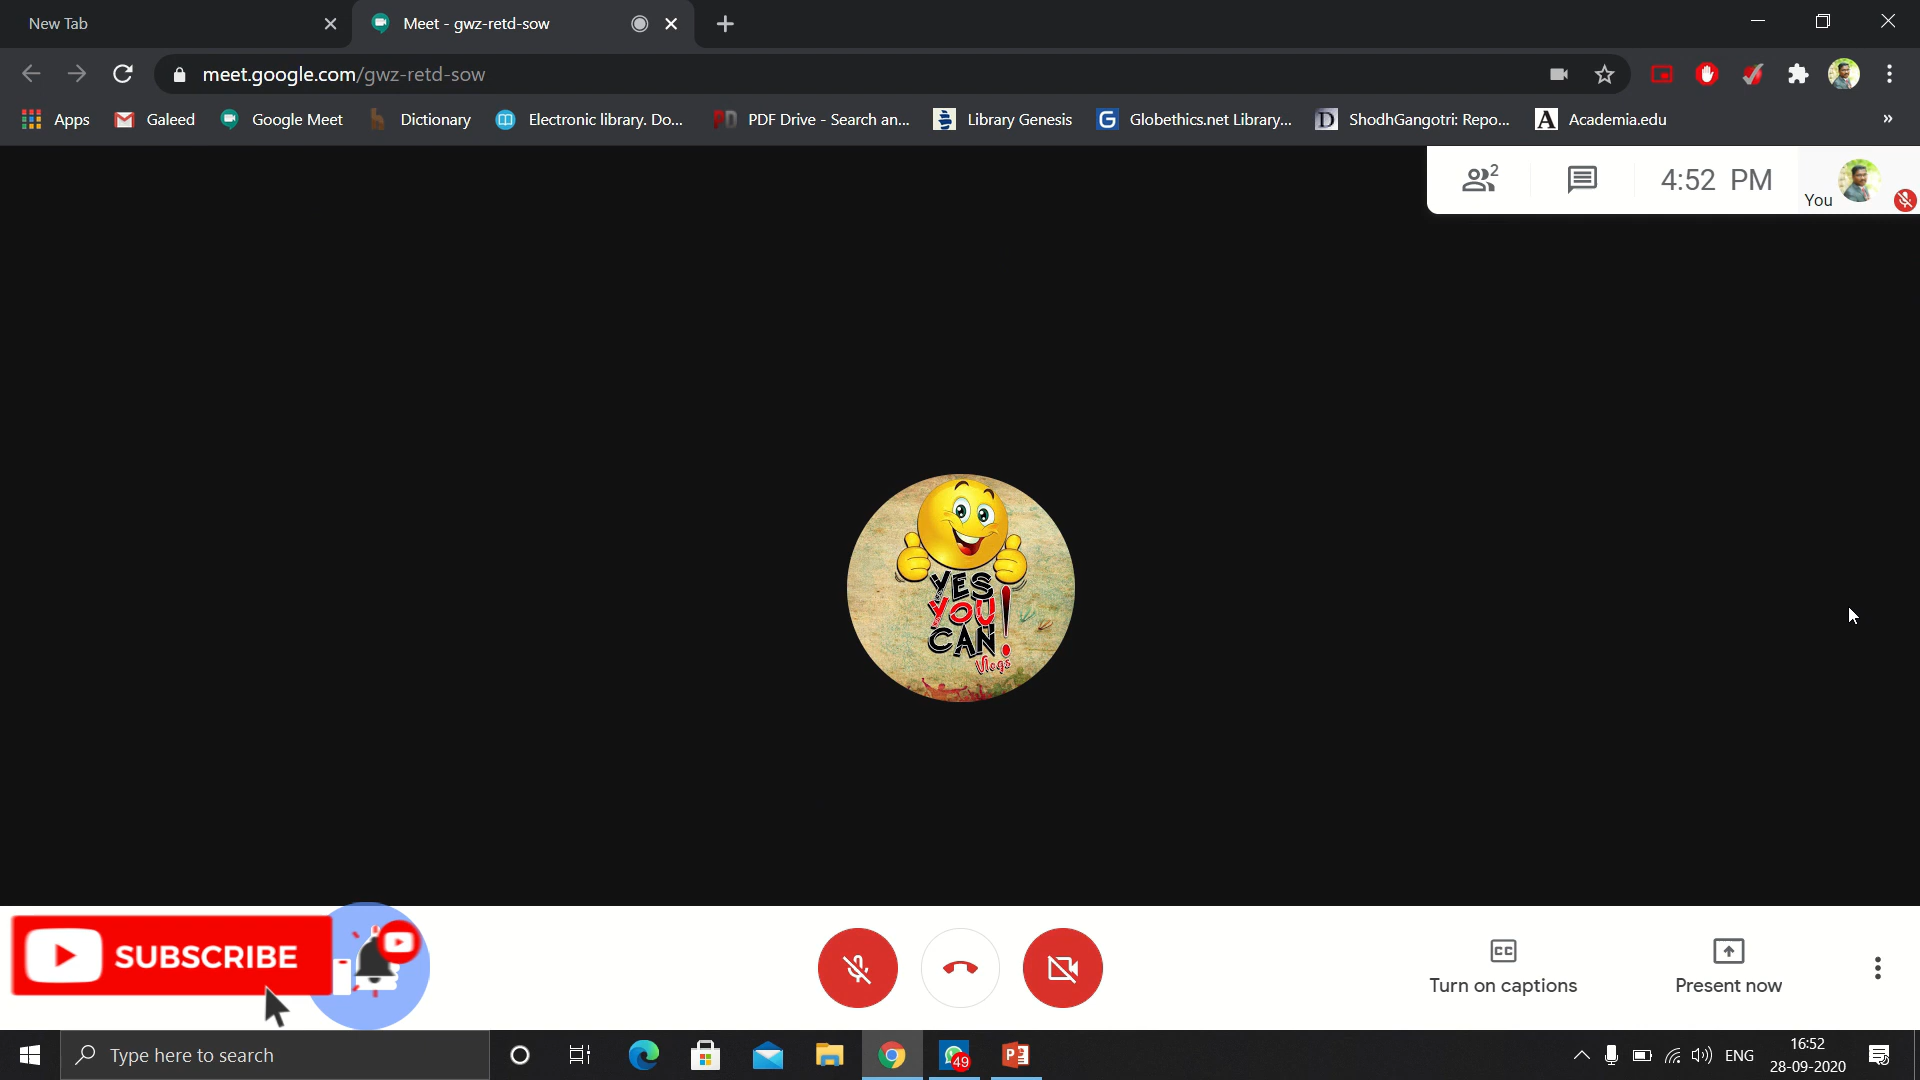 New Tab
Meet - gwz-retd-sow
meet.google.com/gwz-retd-sow
Apps
Galeed
Google Meet
Dictionary
Electronic library. Do...
PDF Drive - Search an...
Library Genesis
Globethics.net Library...
ShodhGangotri: Repo...
Academia.edu
»
2
4:52 PM
You
YES
YOU
CAN!
Vlogs
SUBSCRIBE
CC
Turn on captions
Present now
Type here to search
49
ENG
16:52
28-09-2020